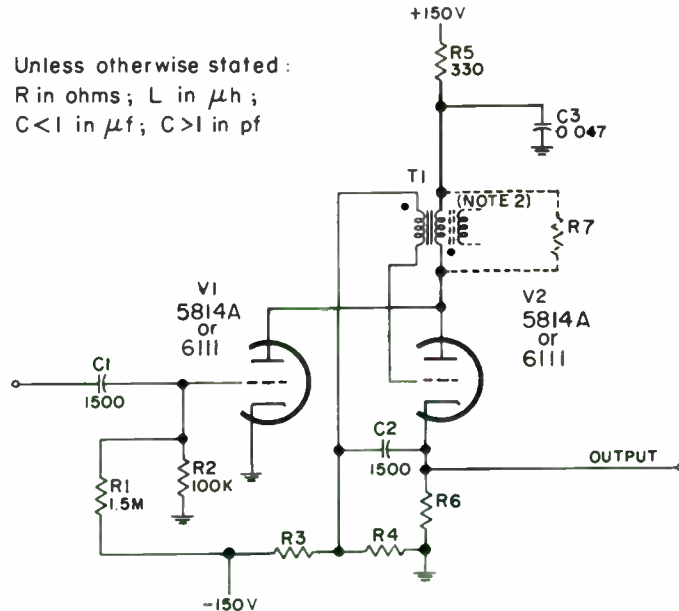 +150V
R5
330
Unless otherwise stated:
R in ohms; L in μh;
C<1 in μf; C>1 in pf
C3
0.047
T1
(NOTE 2)
R7
V1
5814A
or
6111
V2
5814A
or
6111
C1
1500
C2
1500
OUTPUT
R1
1.5M
R2
100K
R3
R4
R6
-150V